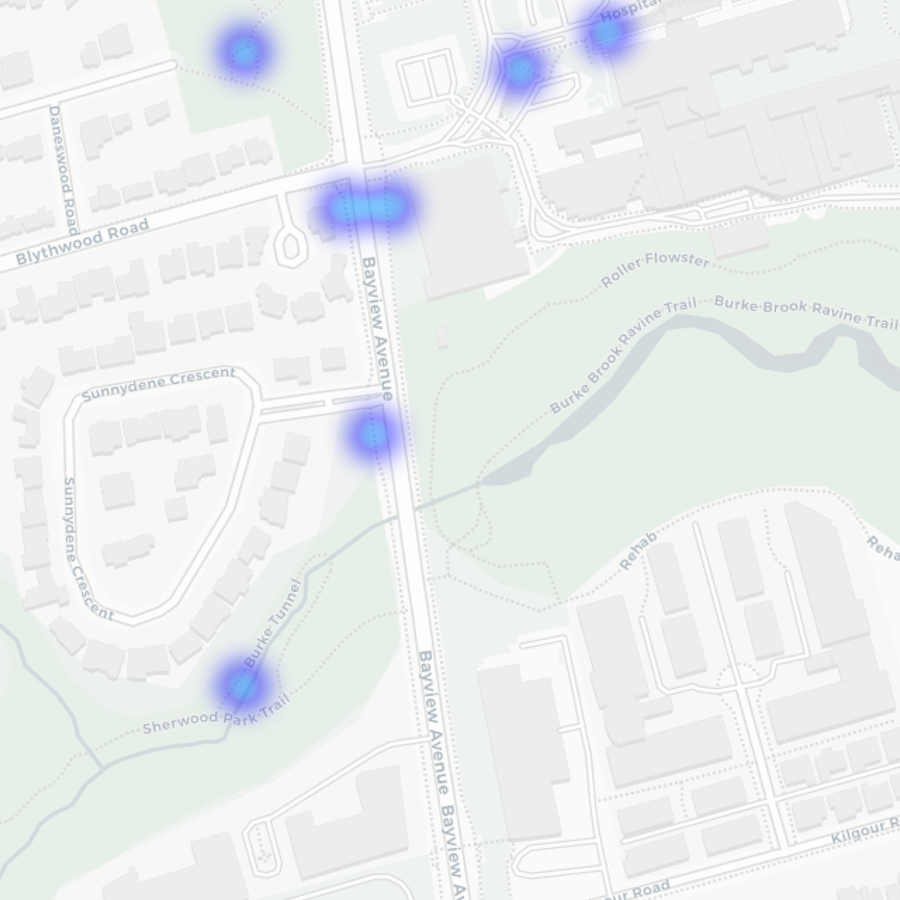 Hospital
Daneswood Road
Blythwood Road
Roller Flowster
Bayview Avenue
Burke Brook Ravine Trail
Burke Brook Ravine Trail
Sunnydene Crescent
Sunnydene Crescent
Rehab
Burke Tunnel
Sherwood Park Trail
Bayview Avenue
Bayview
Kilgour
Road